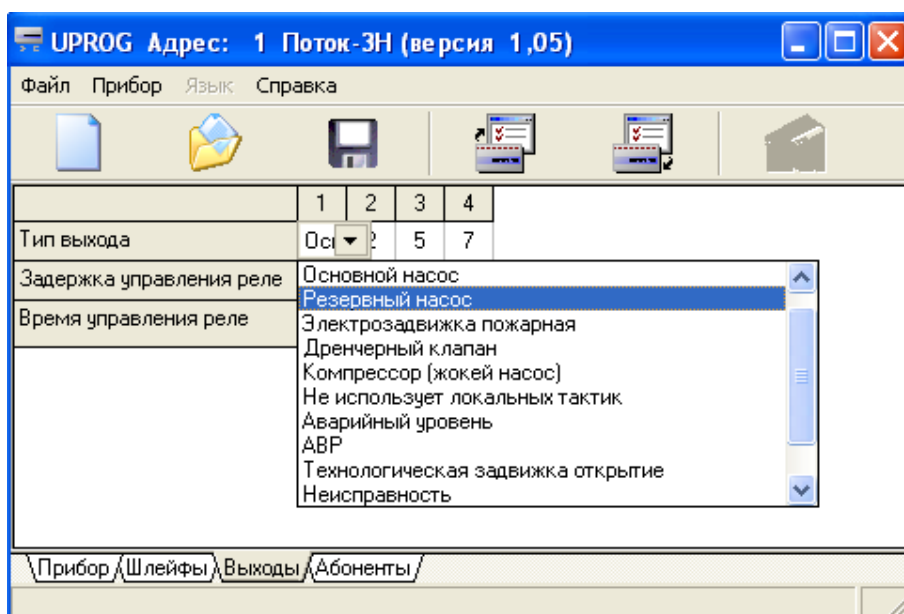 UPROG Адрес: 1 Поток-3Н (версия 1,05)
Файл Прибор Язык Справка
1 2 3 4
Тип выхода 5 7
Задержка управления реле
Время управления реле
Основной насос
Резервный насос
Электрозадвижка пожарная
Дренчерный клапан
Компрессор (жокей насос)
Не использует локальных тактик
Аварийный уровень
АВР
Технологическая задвижка открытие
Неисправность
Прибор Шлейфы Выходы Абоненты